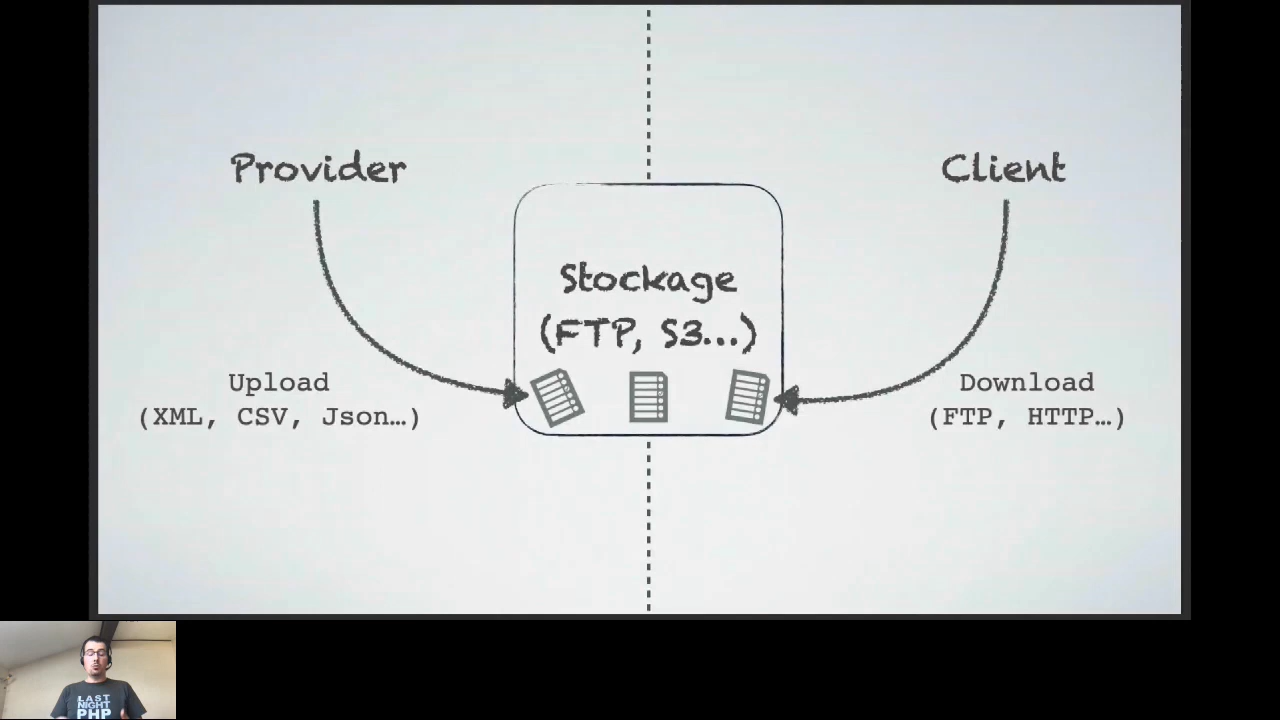 Provider
Client
Stockage
(FTP, S3...)
Upload
(XML, CSV, Json…)
Download
(FTP, HTTP…)
LAST
NIGHT
PHP